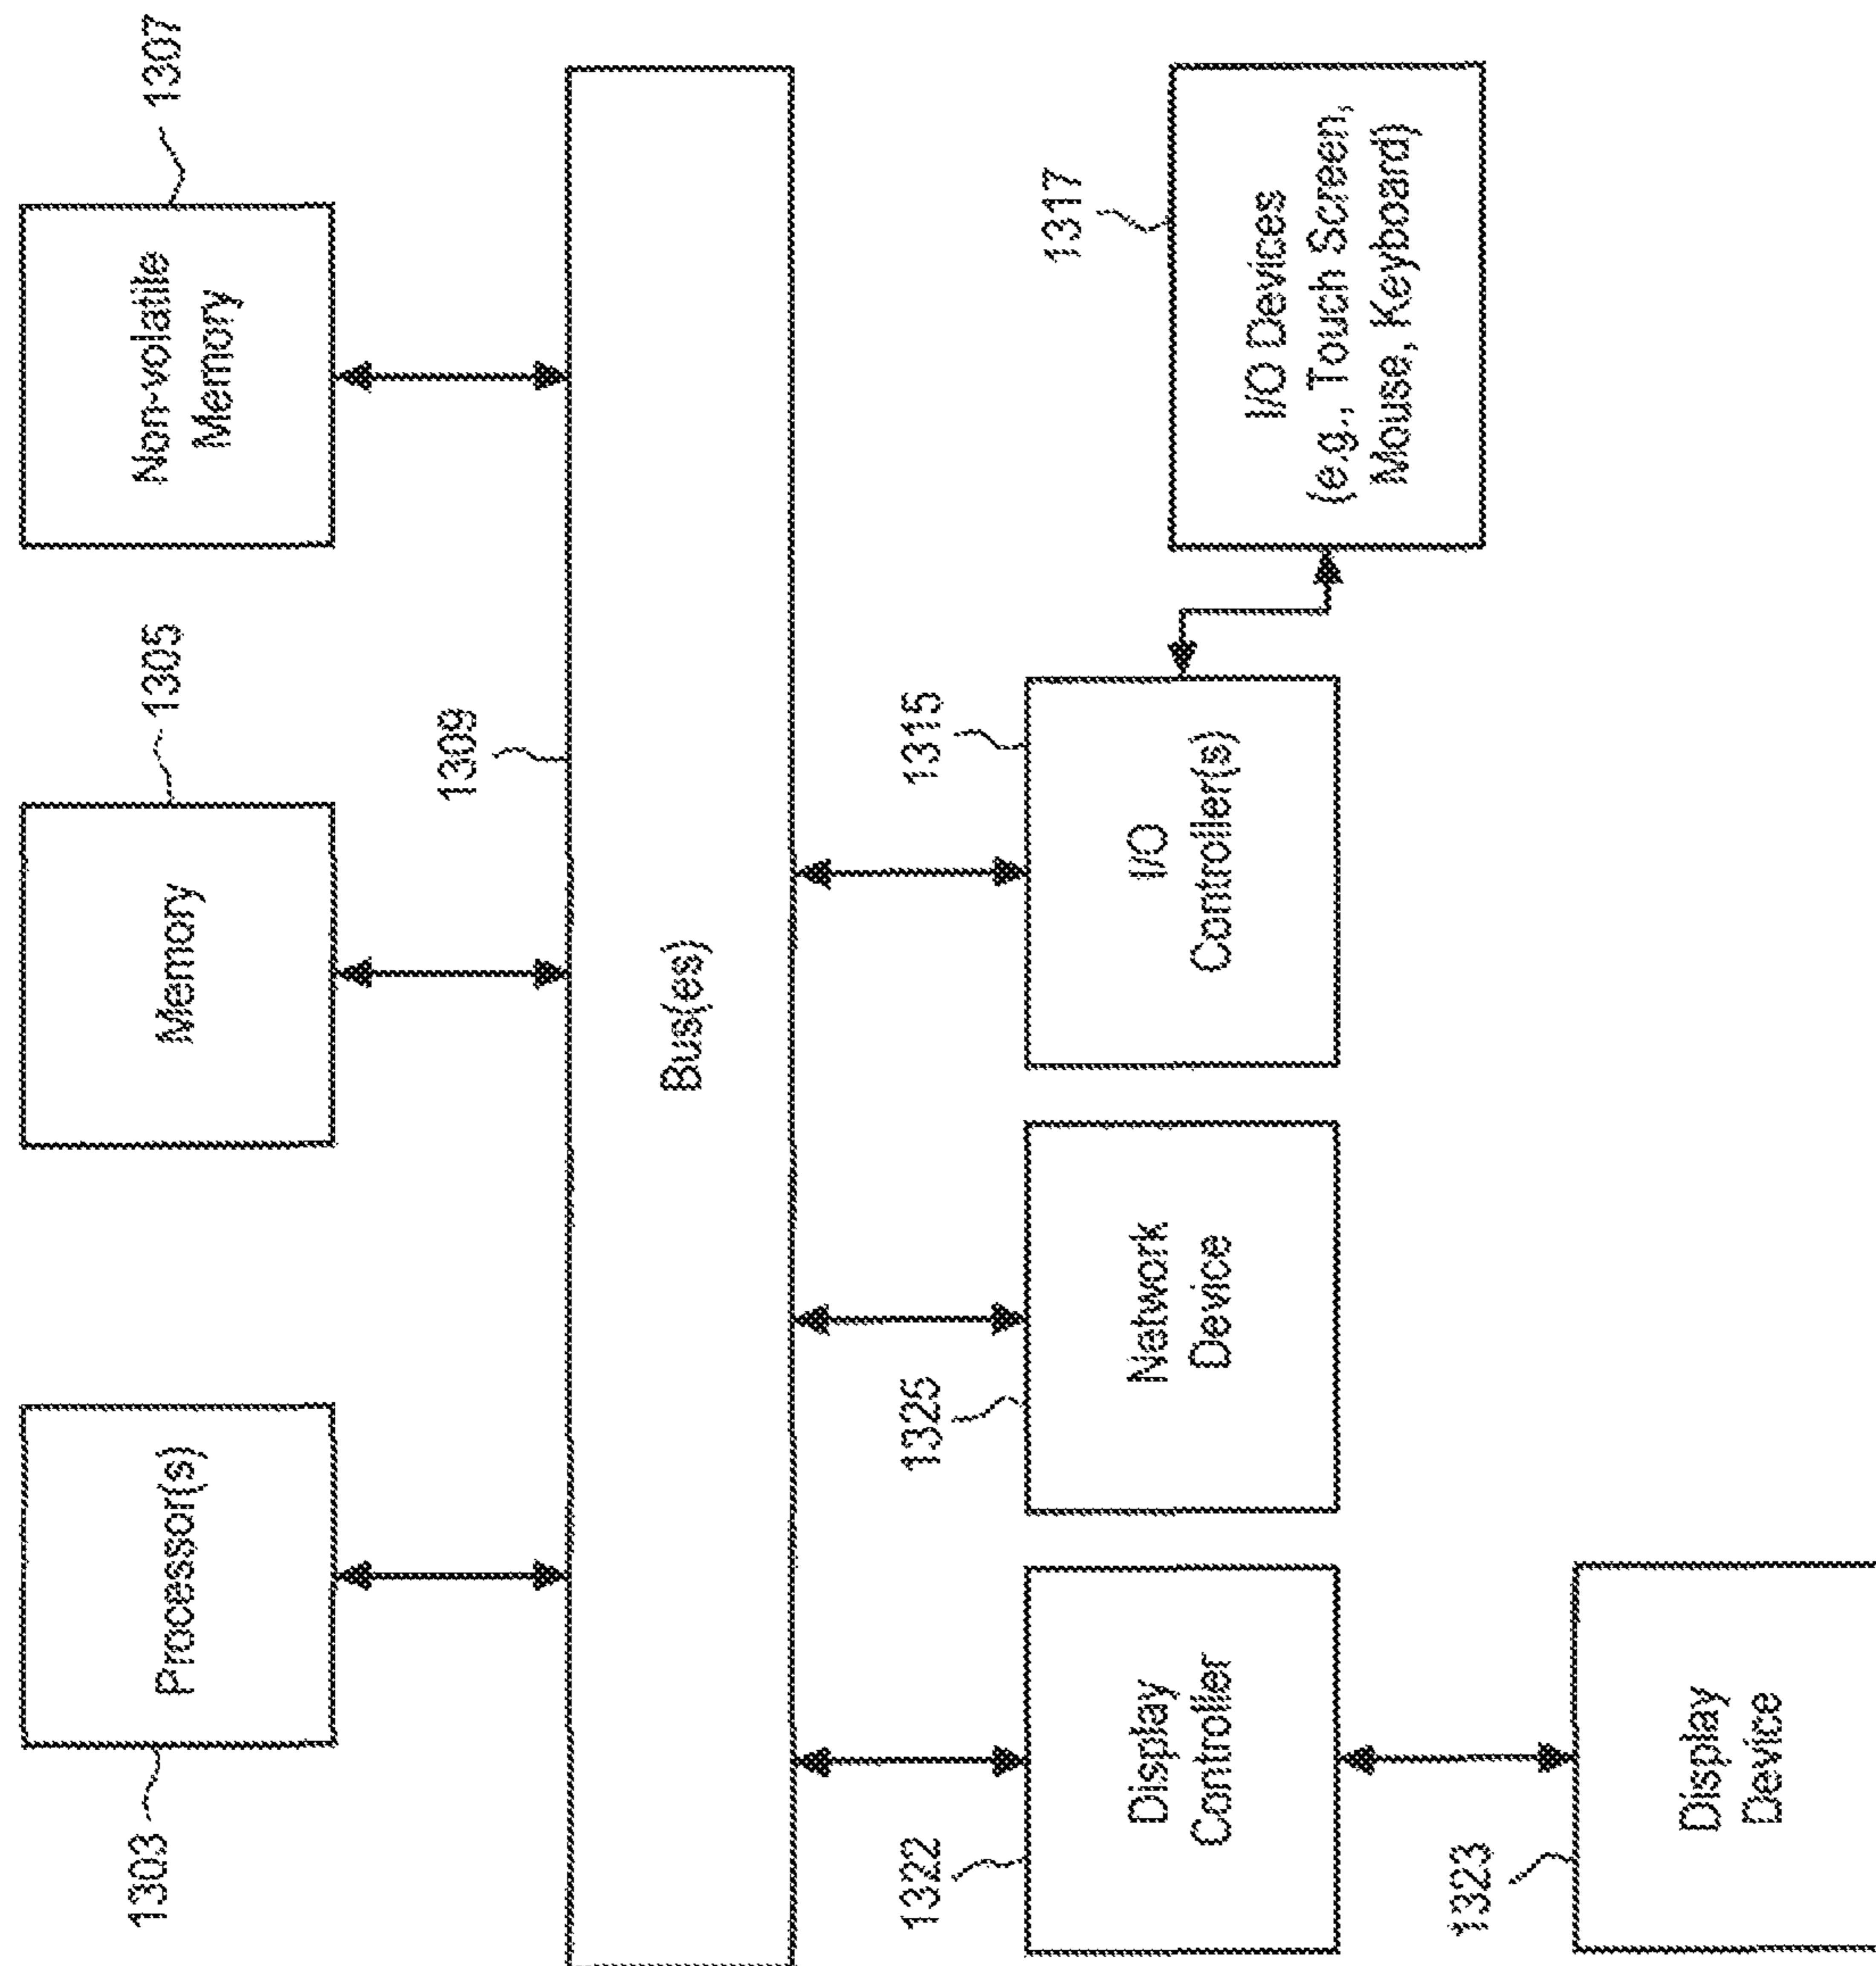 1303
Processor(s)
1305
Memory
1307
Non-volatile
Memory
1309
Bus(es)
1322
Display
Controller
1325
Network
Device
1315
I/O
Controller(s)
1317
I/O Devices
(e.g., Touch Screen,
Mouse, Keyboard)
1323
Display
Device